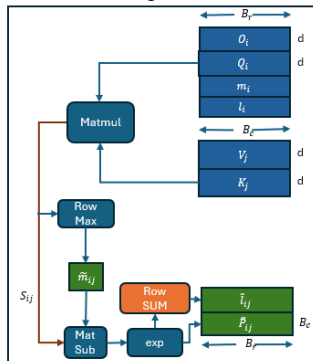 B_r
O_i d
Q_i d
m_i
l_i
B_c
V_j d
K_j d
Matmul
Row Max
m̃_ij
S_ij
Row SUM
l̃_ij
Mat Sub
exp
P̃_ij
B_c
B_r